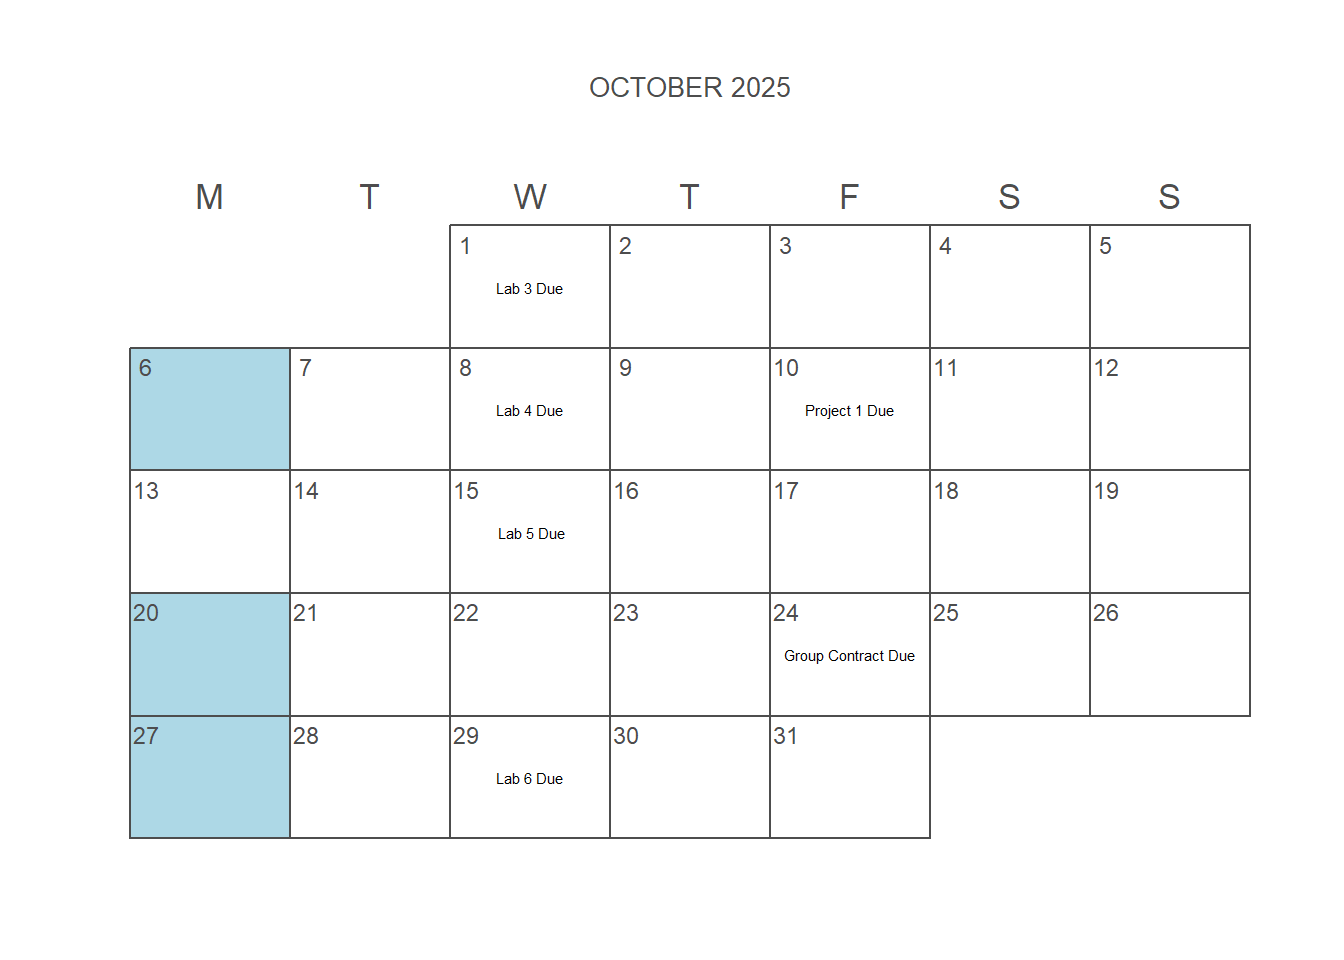 OCTOBER 2025
M T W T F S S
1 2 3 4 5
Lab 3 Due
6 7 8 9 10 11 12
Lab 4 Due Project 1 Due
13 14 15 16 17 18 19
Lab 5 Due
20 21 22 23 24 25 26
Group Contract Due
27 28 29 30 31
Lab 6 Due